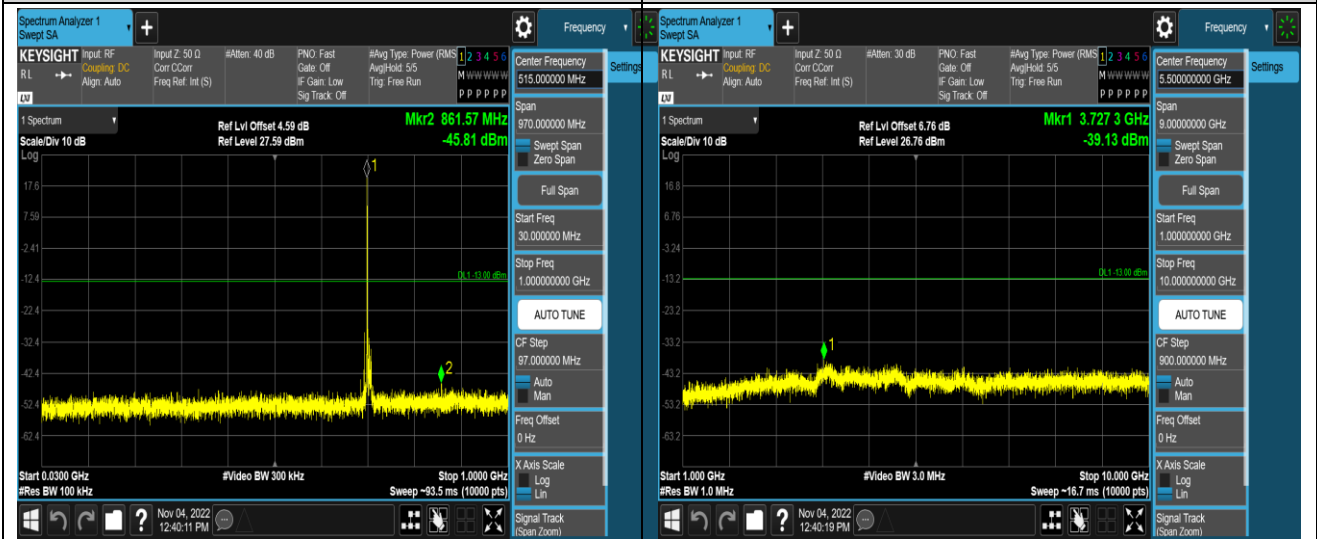 Spectrum Analyzer 1
Swept SA
+
Frequency
KEYSIGHT
RL
LXI
Input: RF
Coupling: DC
Align: Auto
Input Z: 50 Ω
Corr CCorr
Freq Ref: Int (S)
#Atten: 40 dB
PNO: Fast
Gate: Off
IF Gain: Low
Sig Track: Off
#Avg Type: Power (RMS
Avg|Hold: 5/5
Trig: Free Run
1 2 3 4 5 6
M W W W W W
P P P P P P
1 Spectrum
Scale/Div 10 dB
Log
Ref Lvl Offset 4.59 dB
Ref Level 27.59 dBm
Mkr2 861.57 MHz
-45.81 dBm
17.6
7.59
-2.41
-12.4
-22.4
-32.4
-42.4
-52.4
-62.4
1
DL1 -13.00 dBm
2
Start 0.0300 GHz
#Res BW 100 kHz
#Video BW 300 kHz
Stop 1.0000 GHz
Sweep ~93.5 ms (10000 pts)
Center Frequency
515.000000 MHz
Settings
Span
970.000000 MHz
Swept Span
Zero Span
Full Span
Start Freq
30.000000 MHz
Stop Freq
1.000000000 GHz
AUTO TUNE
CF Step
97.000000 MHz
Auto
Man
Freq Offset
0 Hz
X Axis Scale
Log
Lin
Signal Track
(Span Zoom)
?
Nov 04, 2022
12:40:11 PM
Spectrum Analyzer 1
Swept SA
+
Frequency
KEYSIGHT
RL
LXI
Input: RF
Coupling: DC
Align: Auto
Input Z: 50 Ω
Corr CCorr
Freq Ref: Int (S)
#Atten: 30 dB
PNO: Fast
Gate: Off
IF Gain: Low
Sig Track: Off
#Avg Type: Power (RMS
Avg|Hold: 5/5
Trig: Free Run
1 2 3 4 5 6
M W W W W W
P P P P P P
1 Spectrum
Scale/Div 10 dB
Log
Ref Lvl Offset 6.76 dB
Ref Level 26.76 dBm
Mkr1 3.727 3 GHz
-39.13 dBm
16.8
6.76
-3.24
-13.2
-23.2
-33.2
-43.2
-53.2
-63.2
DL1 -13.00 dBm
1
Start 1.000 GHz
#Res BW 1.0 MHz
#Video BW 3.0 MHz
Stop 10.000 GHz
Sweep ~16.7 ms (10000 pts)
Center Frequency
5.500000000 GHz
Settings
Span
9.00000000 GHz
Swept Span
Zero Span
Full Span
Start Freq
1.000000000 GHz
Stop Freq
10.000000000 GHz
AUTO TUNE
CF Step
900.000000 MHz
Auto
Man
Freq Offset
0 Hz
X Axis Scale
Log
Lin
Signal Track
(Span Zoom)
?
Nov 04, 2022
12:40:19 PM